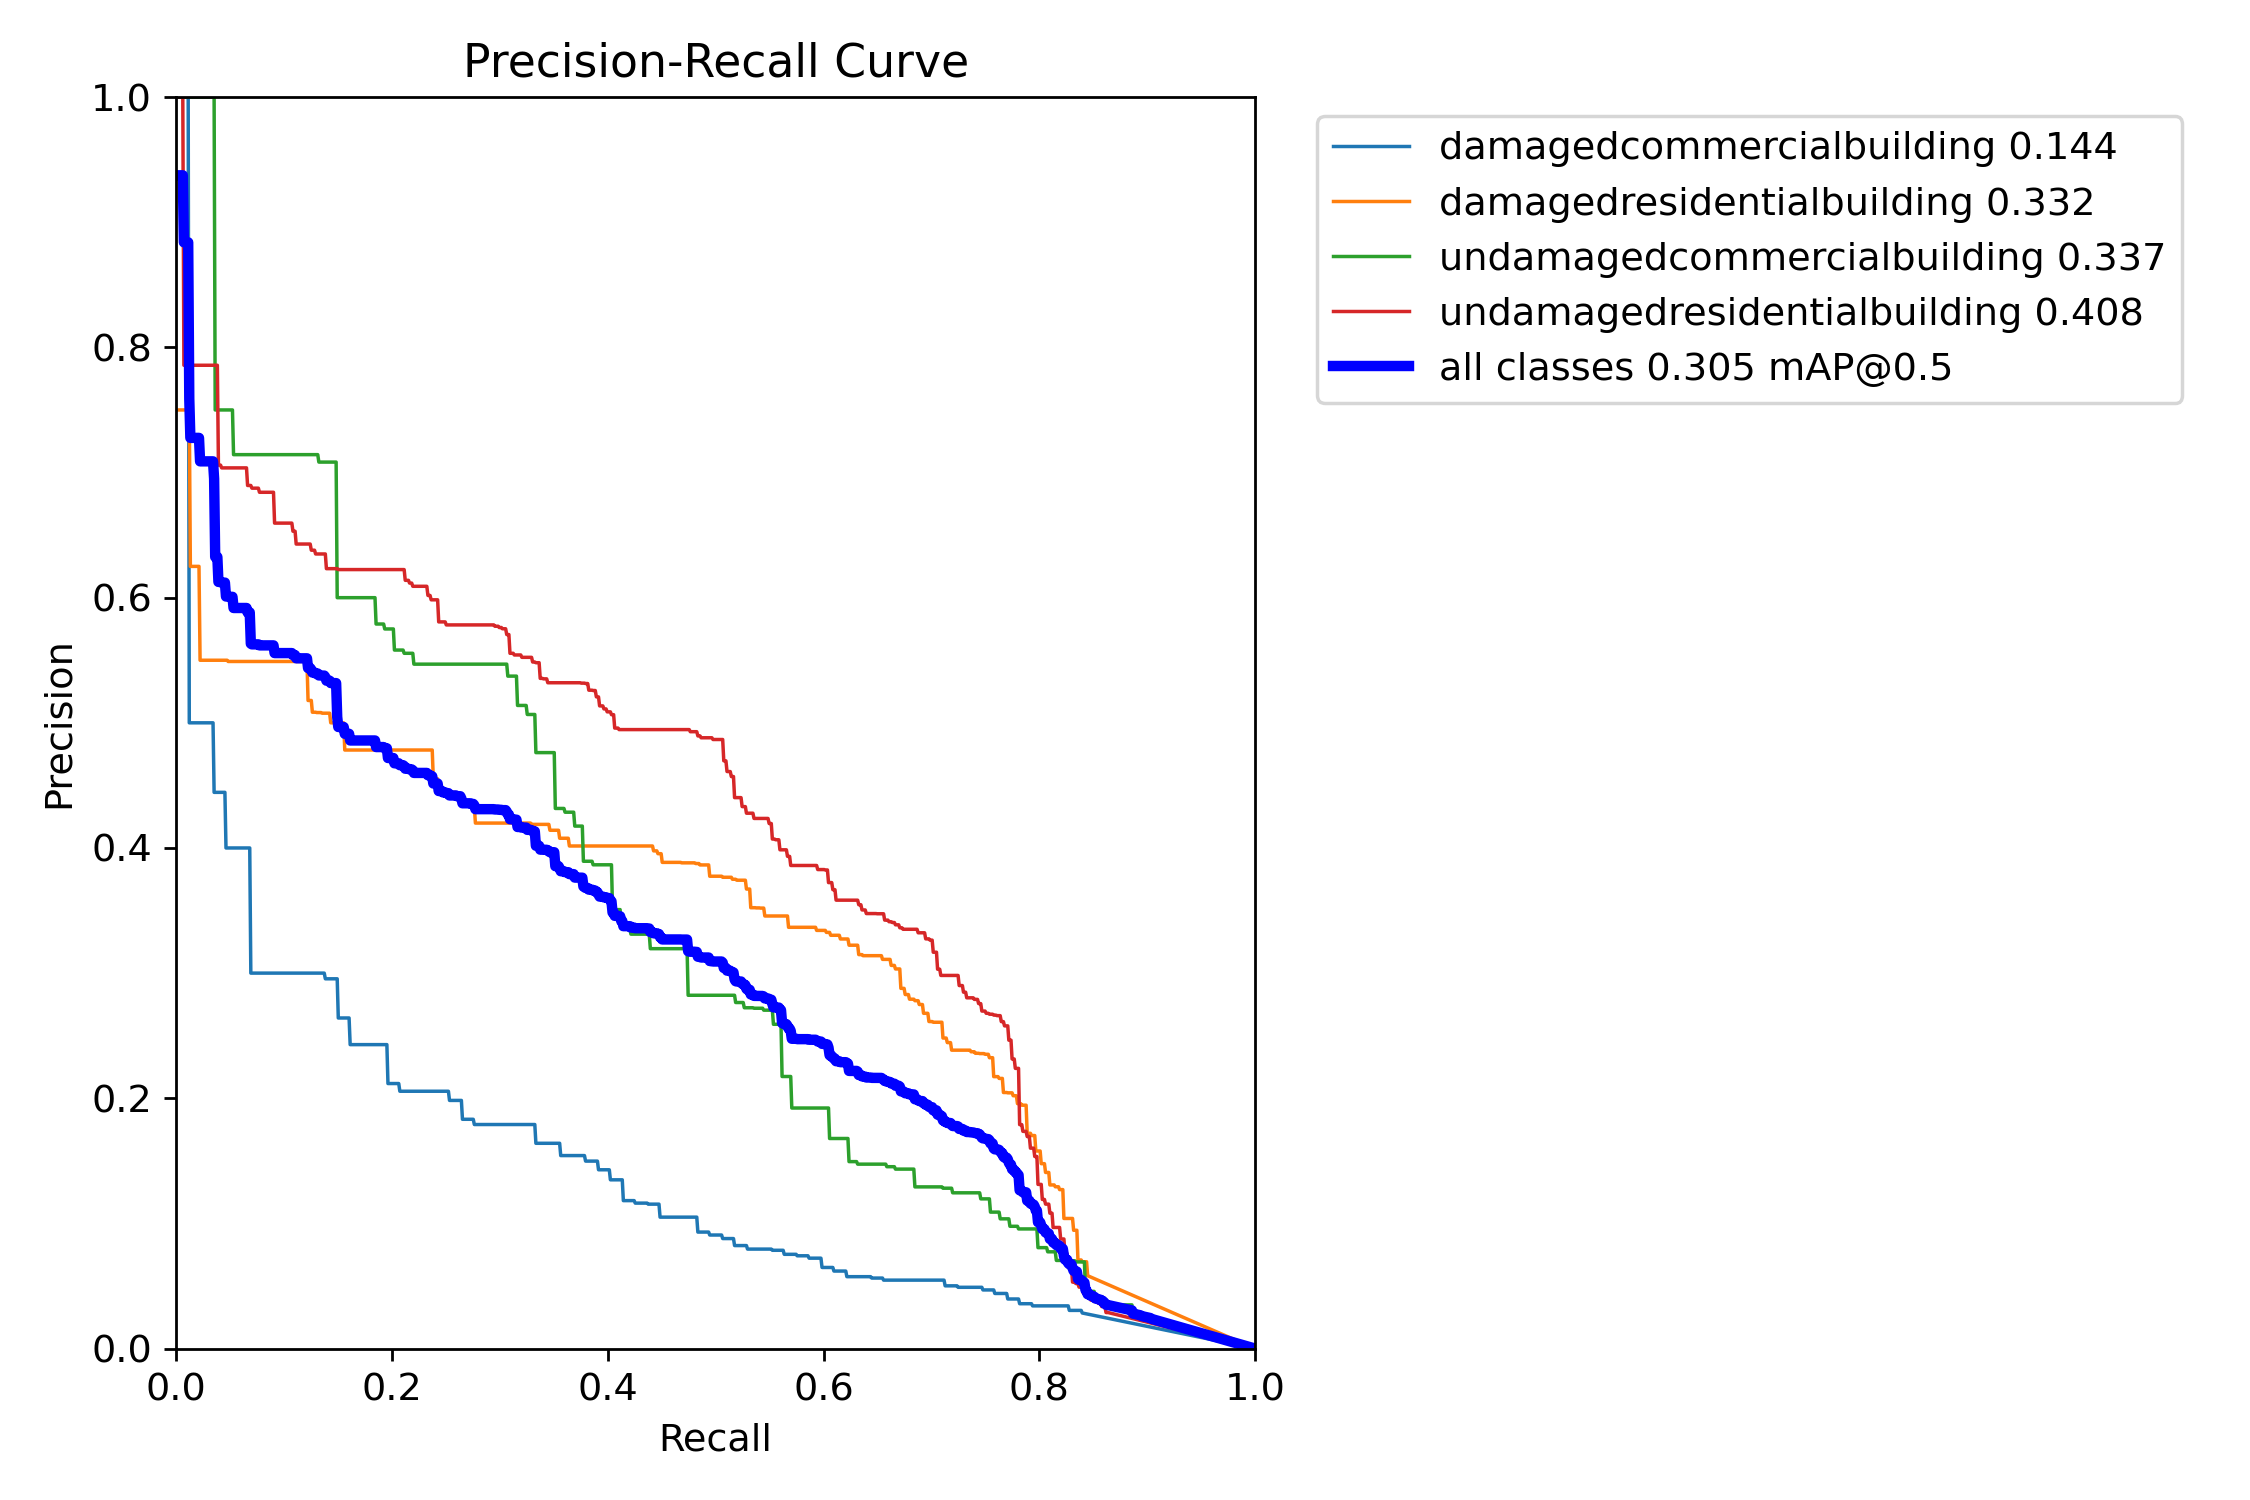 Precision-Recall Curve
1.0
0.8
0.6
0.4
0.2
0.0
Precision
0.0 0.2 0.4 0.6 0.8 1.0
Recall
damagedcommercialbuilding 0.144
damagedresidentialbuilding 0.332
undamagedcommercialbuilding 0.337
undamagedresidentialbuilding 0.408
all classes 0.305 mAP@0.5